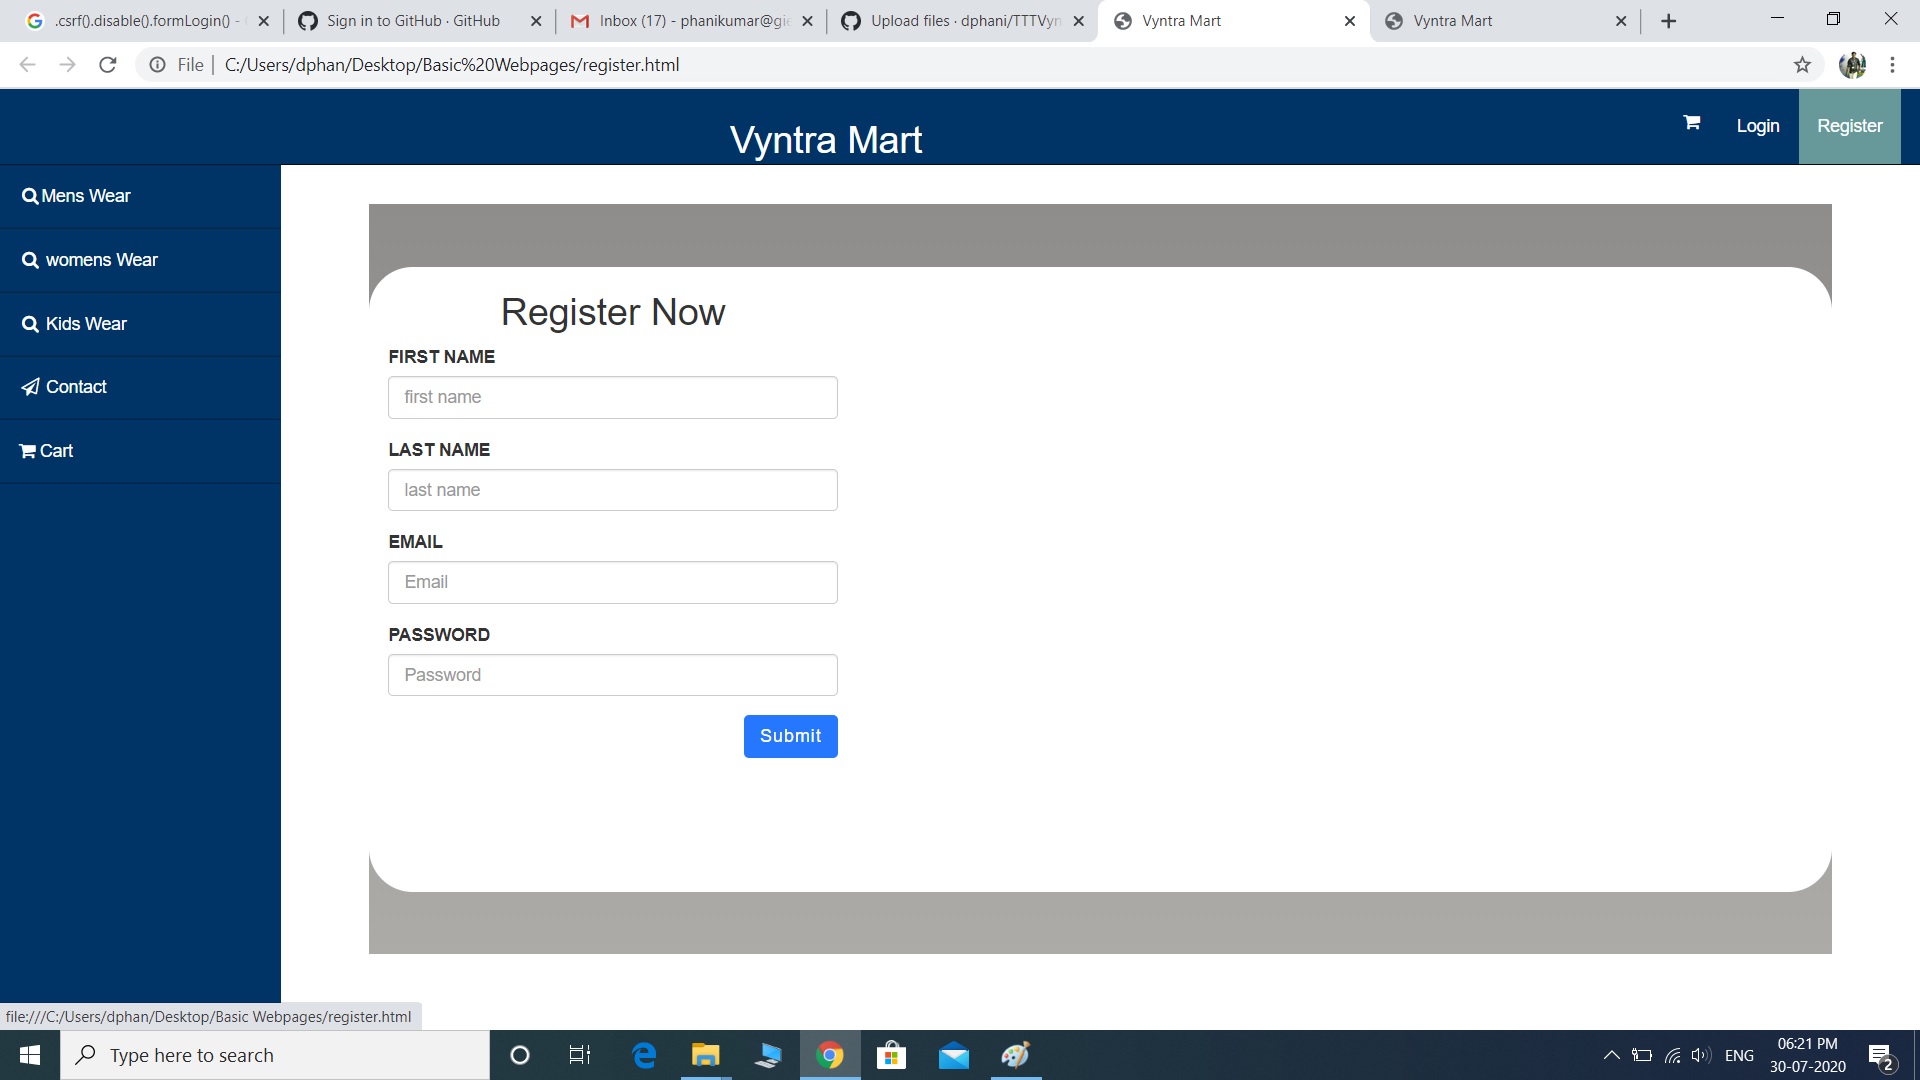 .csrf().disable().formLogin() -
Sign in to GitHub · GitHub
Inbox (17) - phanikumar@gie
Upload files · dphani/TTTVyn
Vyntra Mart
Vyntra Mart
File
C:/Users/dphan/Desktop/Basic%20Webpages/register.html
Vyntra Mart
Login
Register
Mens Wear
womens Wear
Kids Wear
Contact
Cart
Register Now
FIRST NAME
first name
LAST NAME
last name
EMAIL
Email
PASSWORD
Password
Submit
file:///C:/Users/dphan/Desktop/Basic Webpages/register.html
Type here to search
ENG
06:21 PM
30-07-2020
2